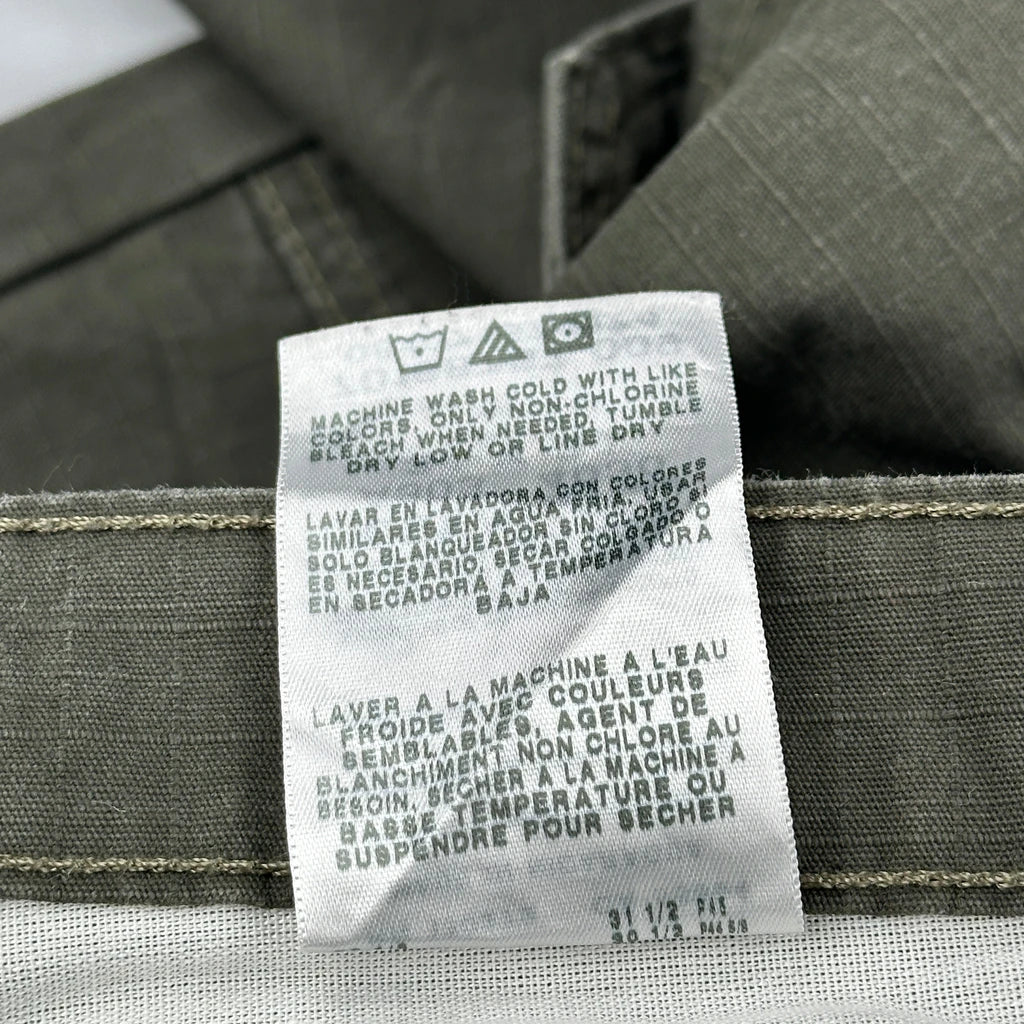 MACHINE WASH COLD WITH LIKE
COLORS, ONLY NON-CHLORINE
BLEACH WHEN NEEDED, TUMBLE
DRY LOW OR LINE DRY
LAVAR EN LAVADORA CON COLORES
SIMILARES EN AGUA FRIA, USAR
SOLO BLANQUEADOR SIN CLORO SI
ES NECESARIO, SECAR COLGADO O
EN SECADORA A TEMPERATURA
BAJA
LAVER A LA MACHINE A L'EAU
FROIDE AVEC COULEURS
SEMBLABLES, AGENT DE
BLANCHIMENT NON CHLORE AU
BESOIN, SECHER A LA MACHINE A
BASSE TEMPERATURE OU
SUSPENDRE POUR SECHER
31 1/2
30 1/2